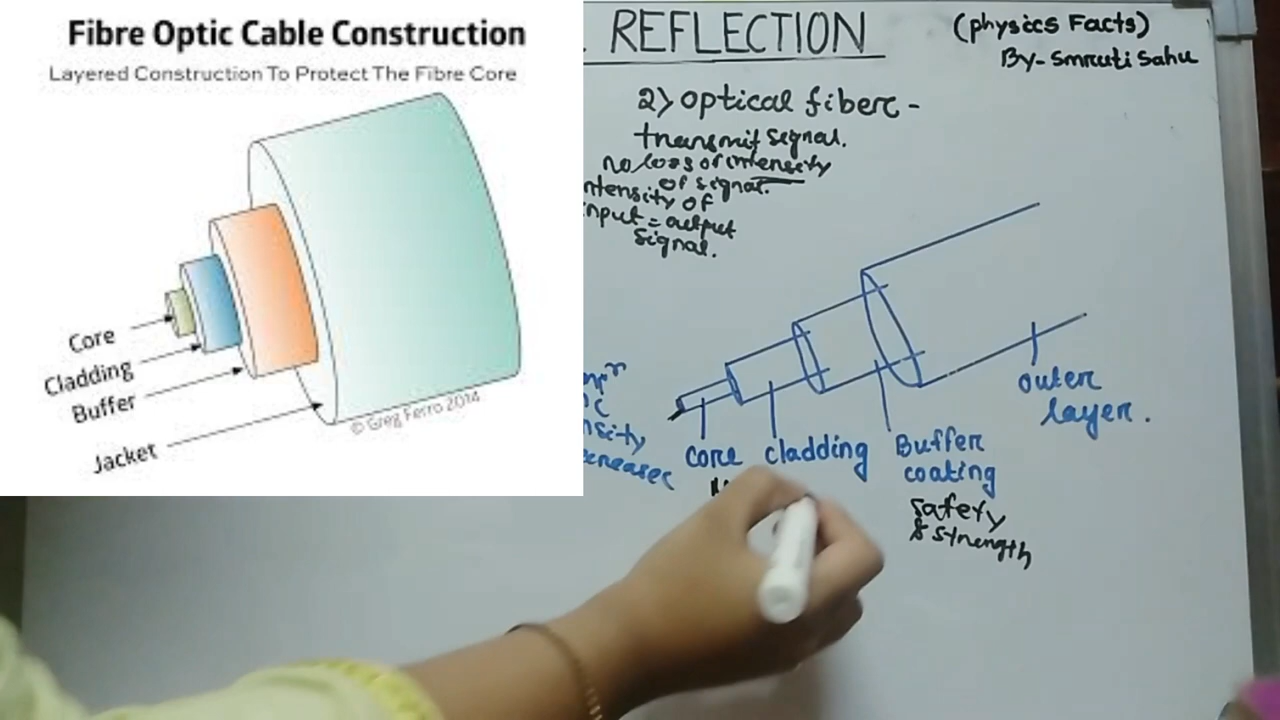 Fibre Optic Cable Construction
Layered Construction To Protect The Fibre Core
Core
Cladding
Buffer
Jacket
© Greg Ferro 2014
REFLECTION
(physics Facts)
By- Smruti Sahu
2) optical fiber -
transmit signal.
no loss of intensity
of signal.
ntensity of
nput = output
signal.
core
cladding
Buffer
coating
safety
& strength
outer
layer.